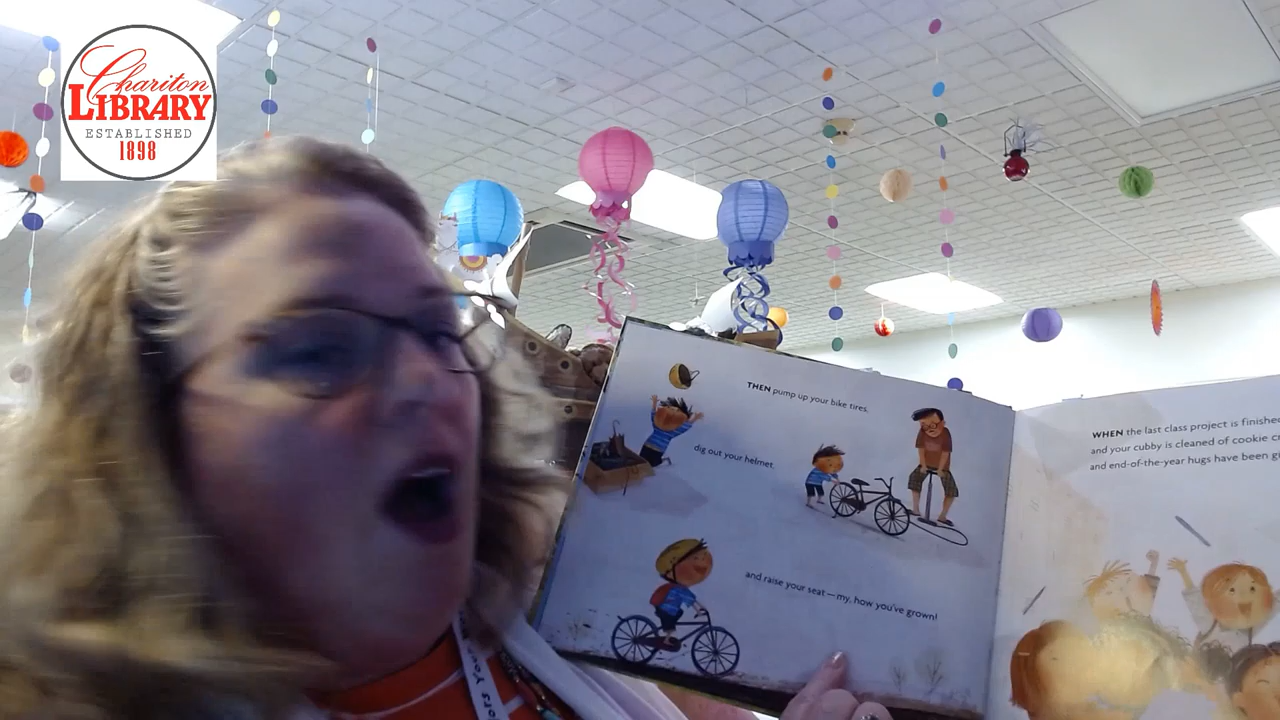 Chariton
LIBRARY
ESTABLISHED
1898
THEN pump up your bike tires,
dig out your helmet,
and raise your seat—my, how you've grown!
WHEN the last class project is finished
and your cubby is cleaned of cookie
and end-of-the-year hugs have been